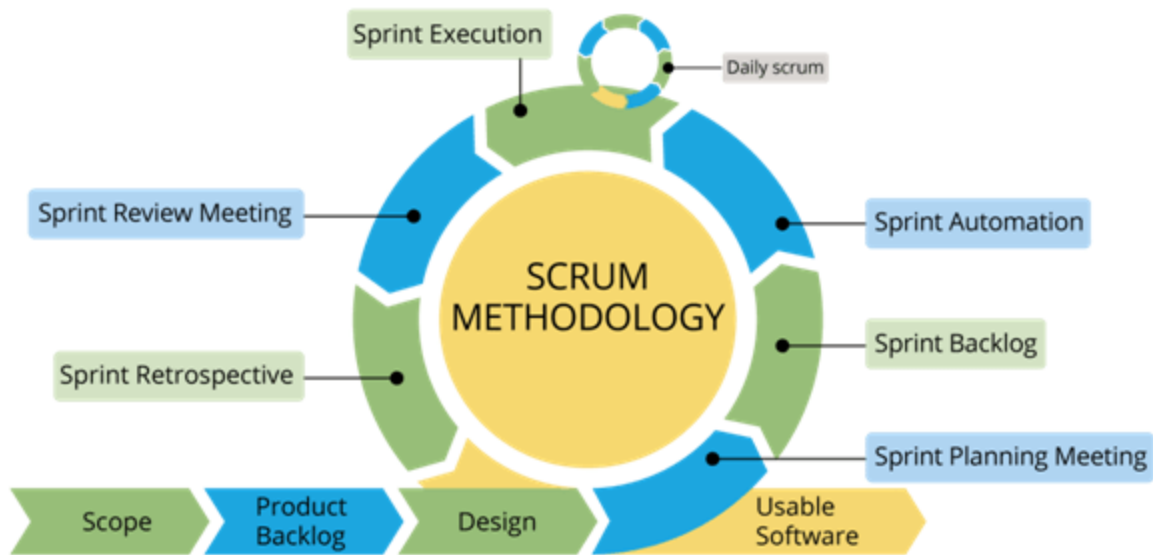 Sprint Execution
Daily scrum
Sprint Review Meeting
Sprint Automation
SCRUM
METHODOLOGY
Sprint Backlog
Sprint Retrospective
Sprint Planning Meeting
Scope
Product
Backlog
Design
Usable
Software